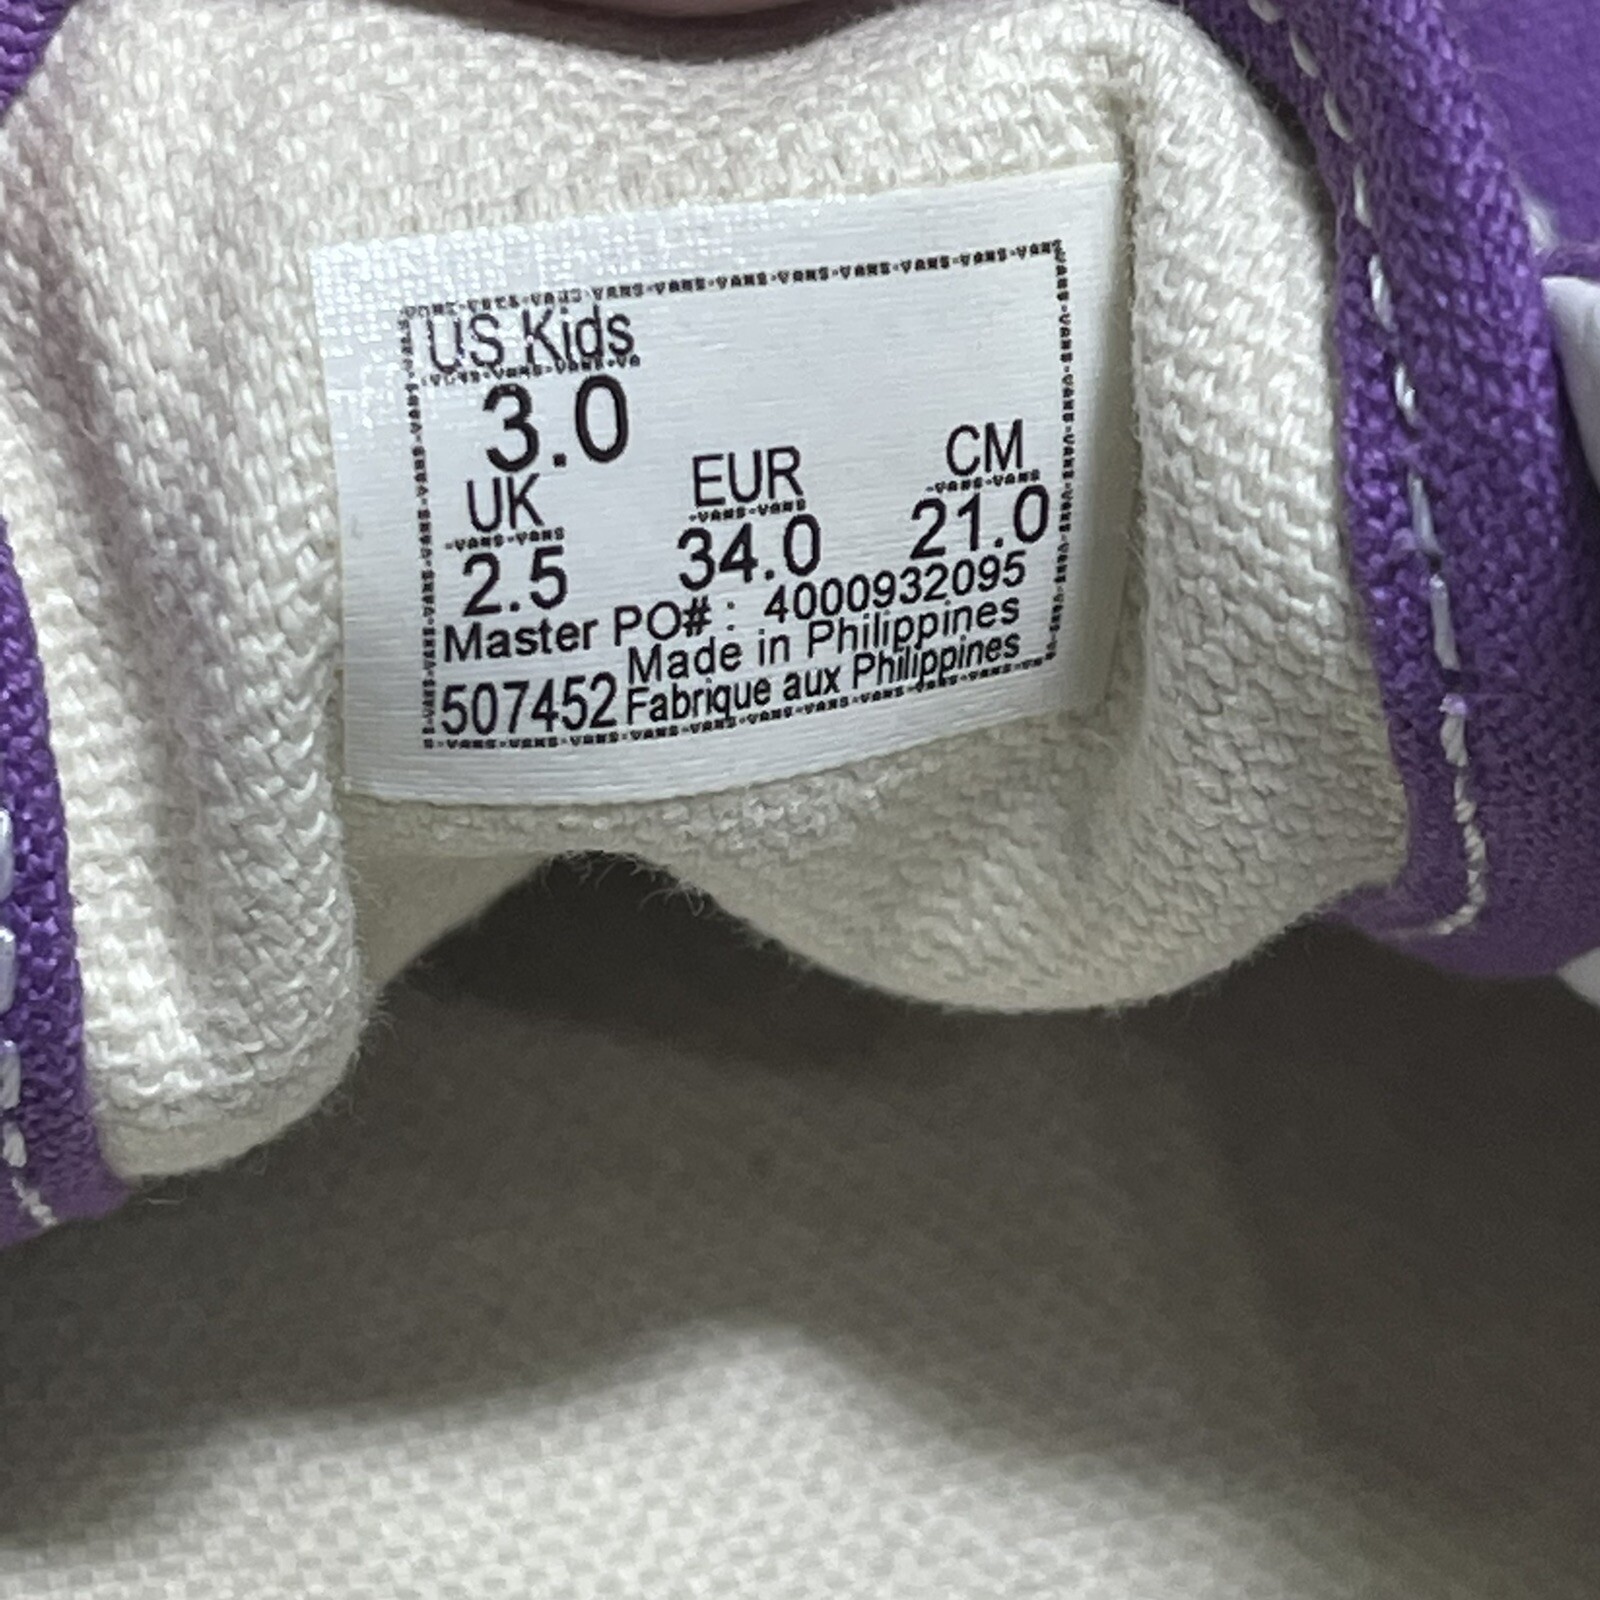 US Kids
3.0
UK EUR CM
2.5 34.0 21.0
Master PO# : 4000932095
Made in Philippines
507452 Fabrique aux Philippines